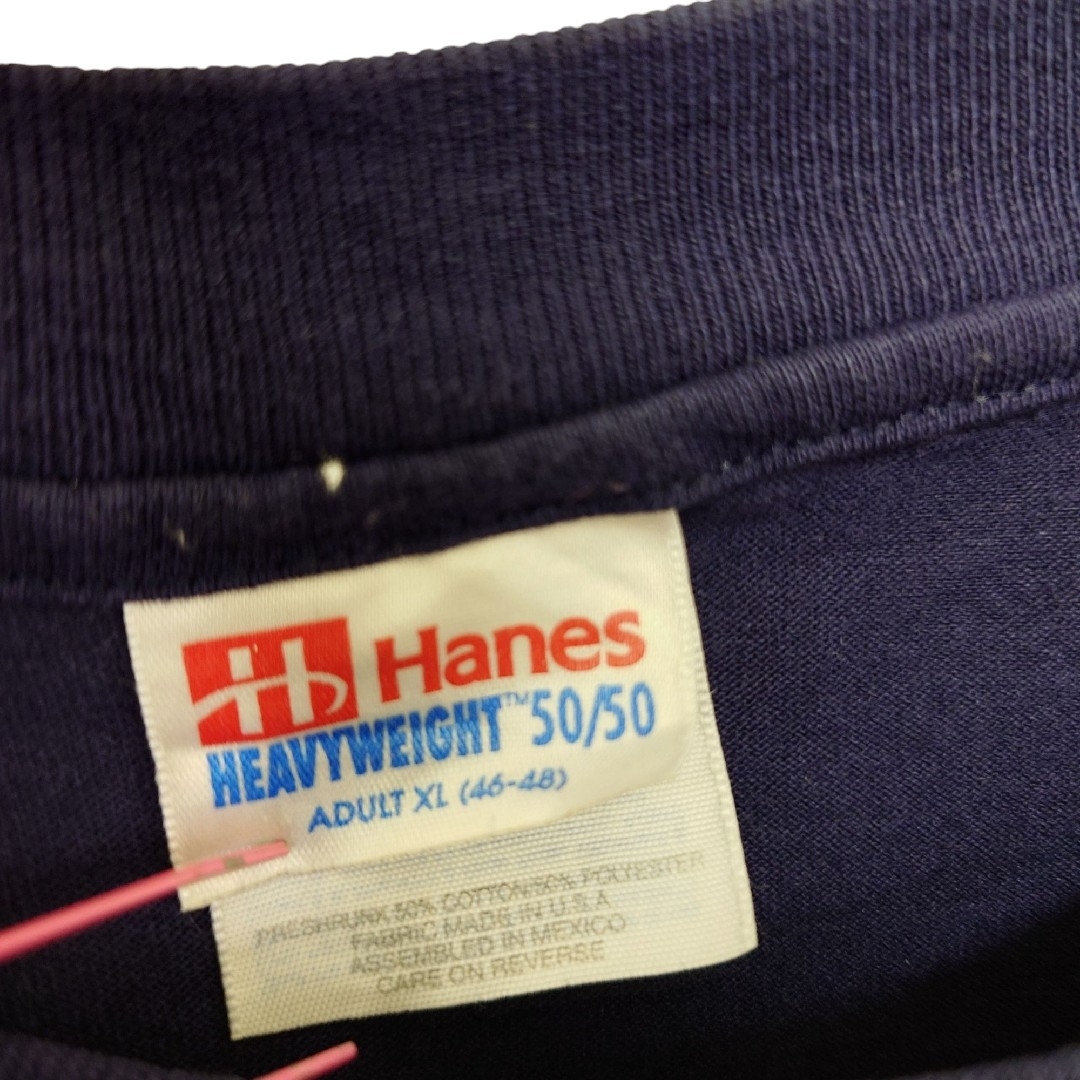 H Hanes
HEAVYWEIGHT™ 50/50
ADULT XL (46-48)
PRESHRUNK 50% COTTON/50% POLYESTER
FABRIC MADE IN U.S.A
ASSEMBLED IN MEXICO
CARE ON REVERSE